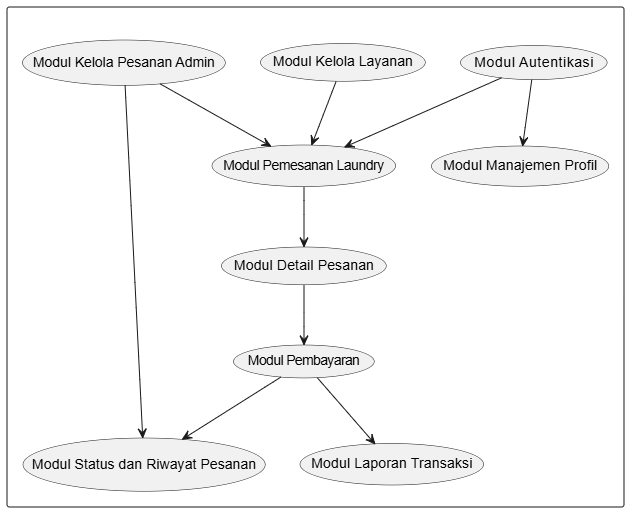 Modul Kelola Pesanan Admin
Modul Kelola Layanan
Modul Autentikasi
Modul Pemesanan Laundry
Modul Manajemen Profil
Modul Detail Pesanan
Modul Pembayaran
Modul Status dan Riwayat Pesanan
Modul Laporan Transaksi